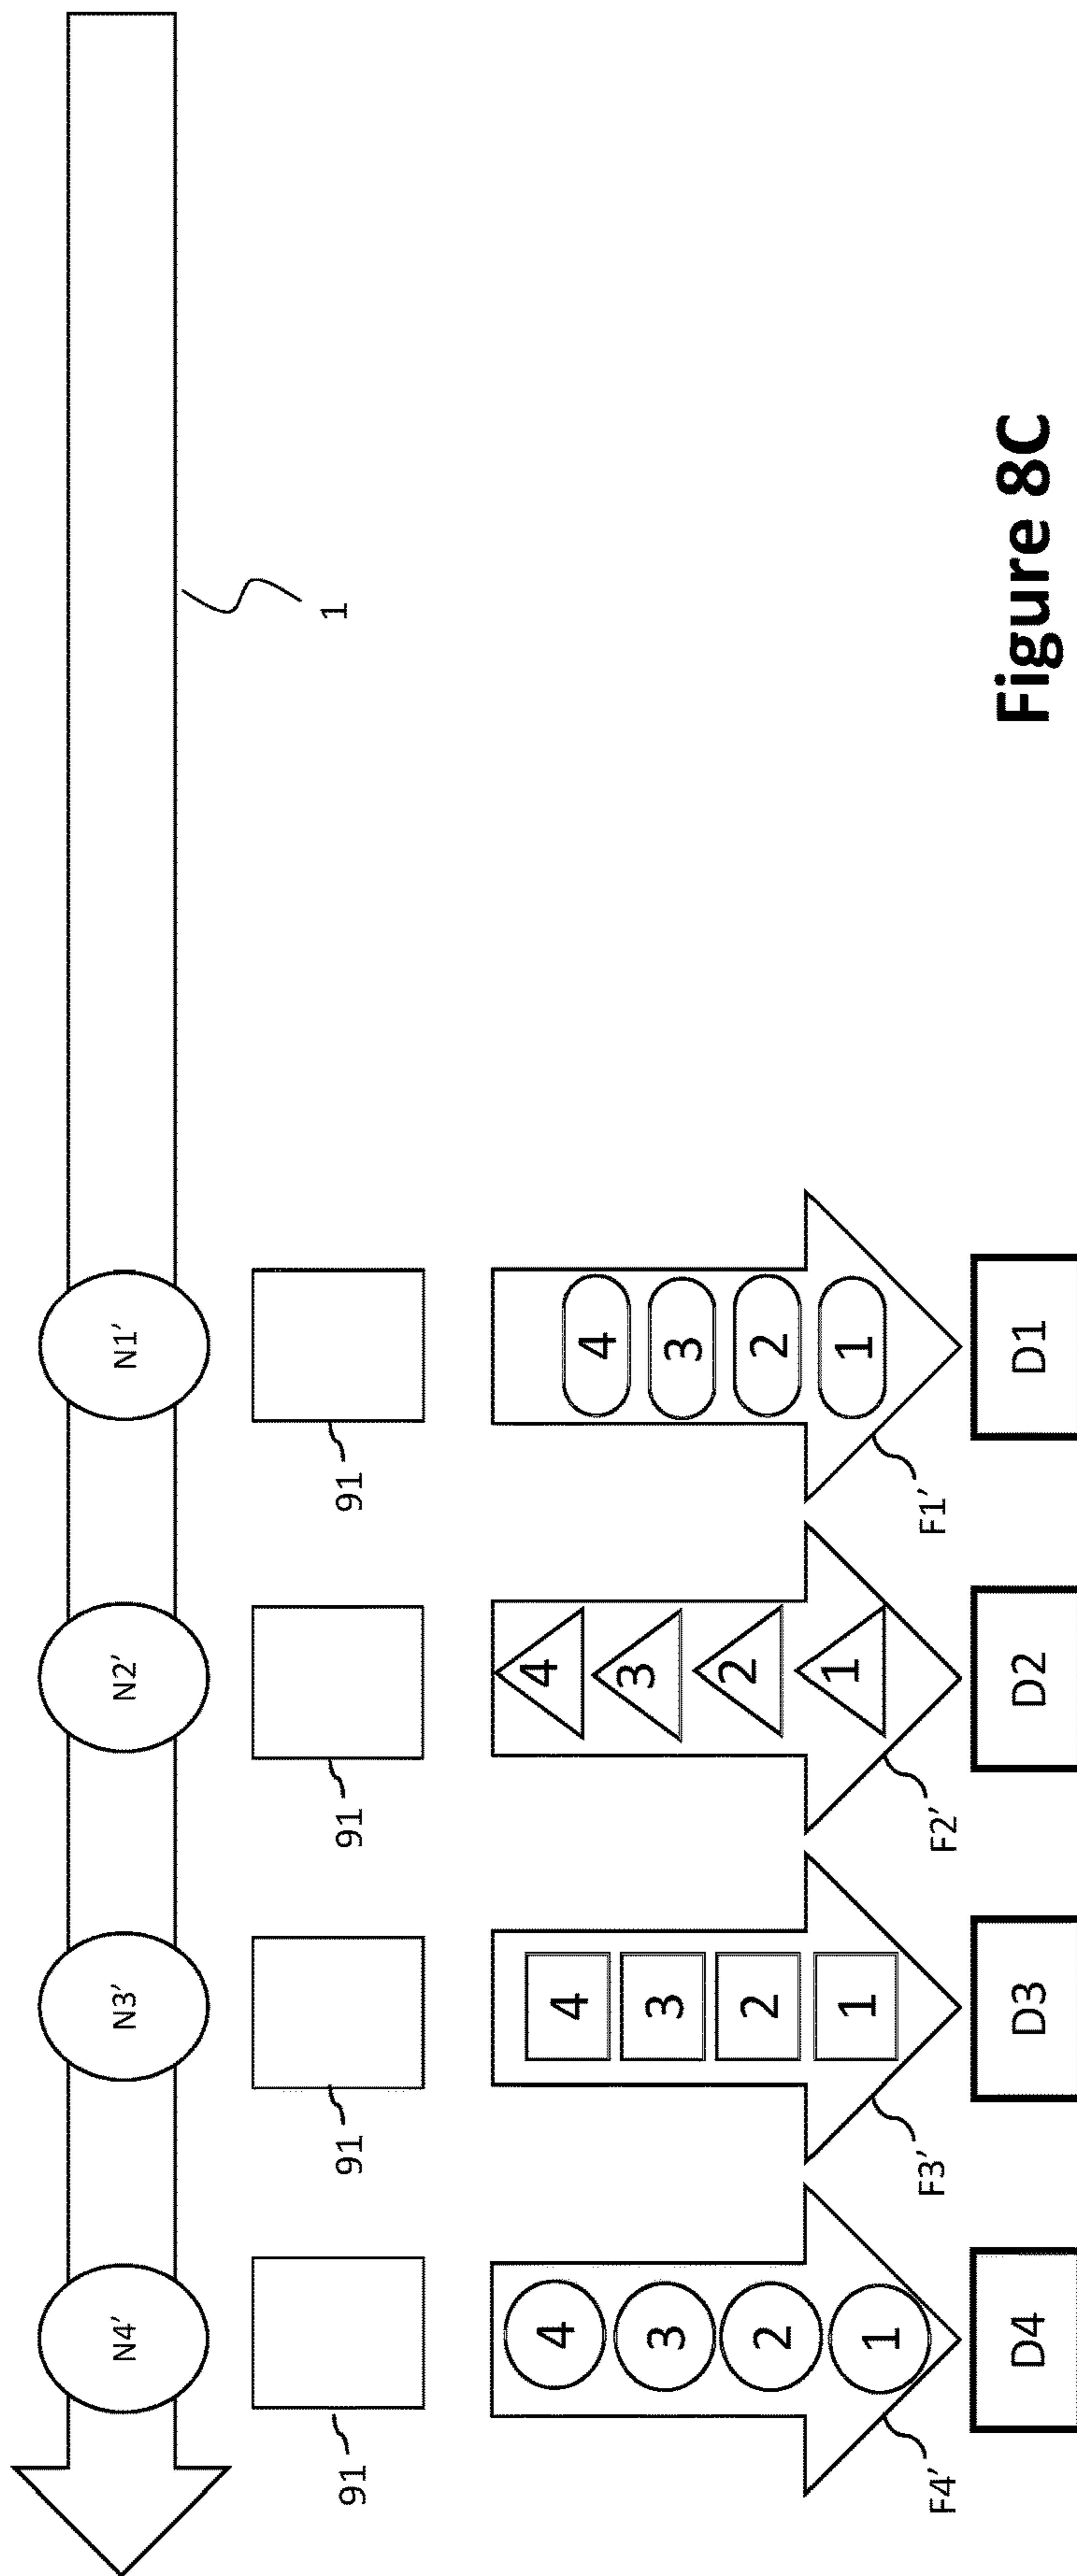 N4' N3' N2' N1'
1
91 91 91 91
4 4 4 4
3 3 3 3
2 2 2 2
1 1 1 1
F4' F3' F2' F1'
D4 D3 D2 D1
Figure 8C